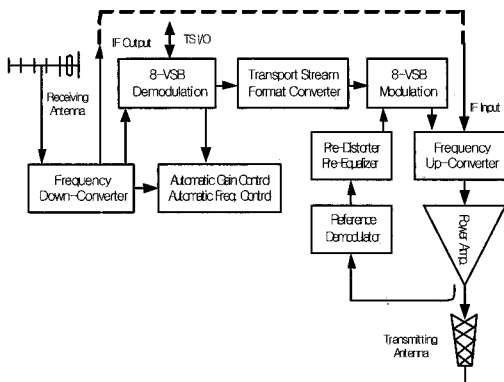 IF Output
TS I/O
8-VSB
Demodulation
Transport Stream
Format Converter
8-VSB
Modulation
IF Input
Receiving
Antenna
Pre-Distorter
Pre-Equalizer
Frequency
Up-Converter
Frequency
Down-Converter
Automatic Gain Control
Automatic Freq. Control
Reference
Demodulator
Power Amp.
Transmitting
Antenna